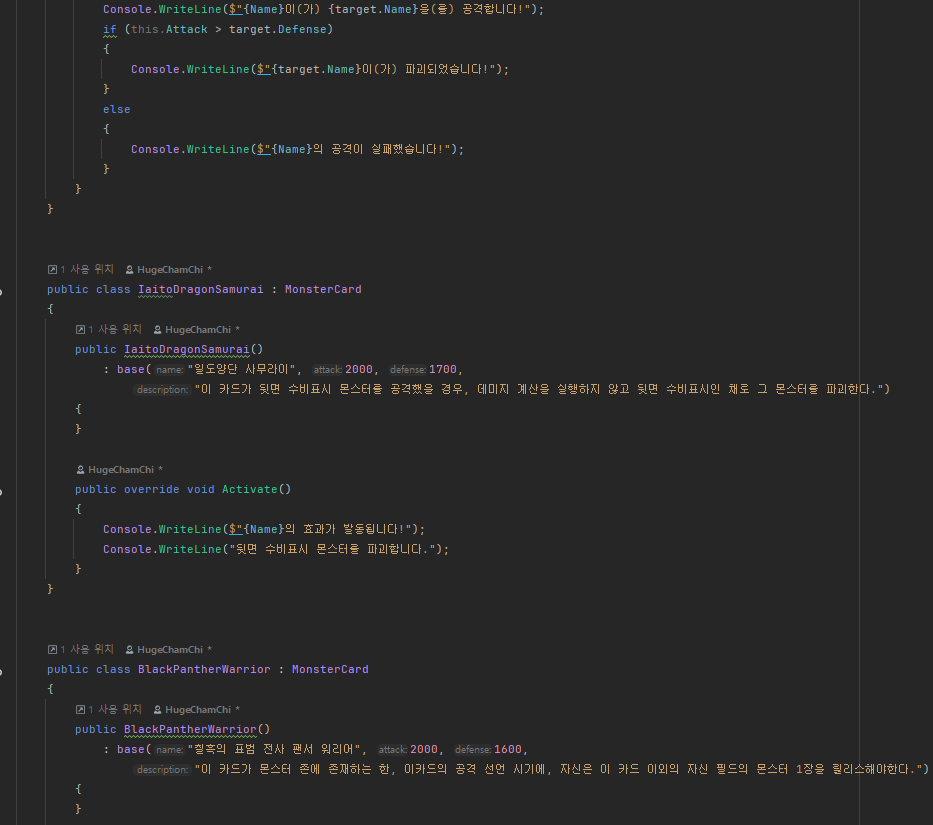 Console.WriteLine($"{Name}이(가) {target.Name}을(를) 공격합니다!");
if (this.Attack > target.Defense)
{
Console.WriteLine($"{target.Name}이(가) 파괴되었습니다!");
}
else
{
Console.WriteLine($"{Name}의 공격이 실패했습니다!");
}
}
}
1 사용 위치 HugeChamChi *
public class IaitoDragonSamurai : MonsterCard
{
1 사용 위치 HugeChamChi *
public IaitoDragonSamurai()
: base( name: "일도양단 사무라이", attack: 2000, defense: 1700,
description: "이 카드가 뒷면 수비표시 몬스터를 공격했을 경우, 데미지 계산을 실행하지 않고 뒷면 수비표시인 채로 그 몬스터를 파괴한다.")
{
}
HugeChamChi *
public override void Activate()
{
Console.WriteLine($"{Name}의 효과가 발동됩니다!");
Console.WriteLine("뒷면 수비표시 몬스터를 파괴합니다.");
}
}
1 사용 위치 HugeChamChi *
public class BlackPantherWarrior : MonsterCard
{
1 사용 위치 HugeChamChi *
public BlackPantherWarrior()
: base( name: "칠흑의 표범 전사 팬서 워리어", attack: 2000, defense: 1600,
description: "이 카드가 몬스터 존에 존재하는 한, 이카드의 공격 선언 시기에, 자신은 이 카드 이외의 자신 필드의 몬스터 1장을 릴리스해야한다.")
{
}